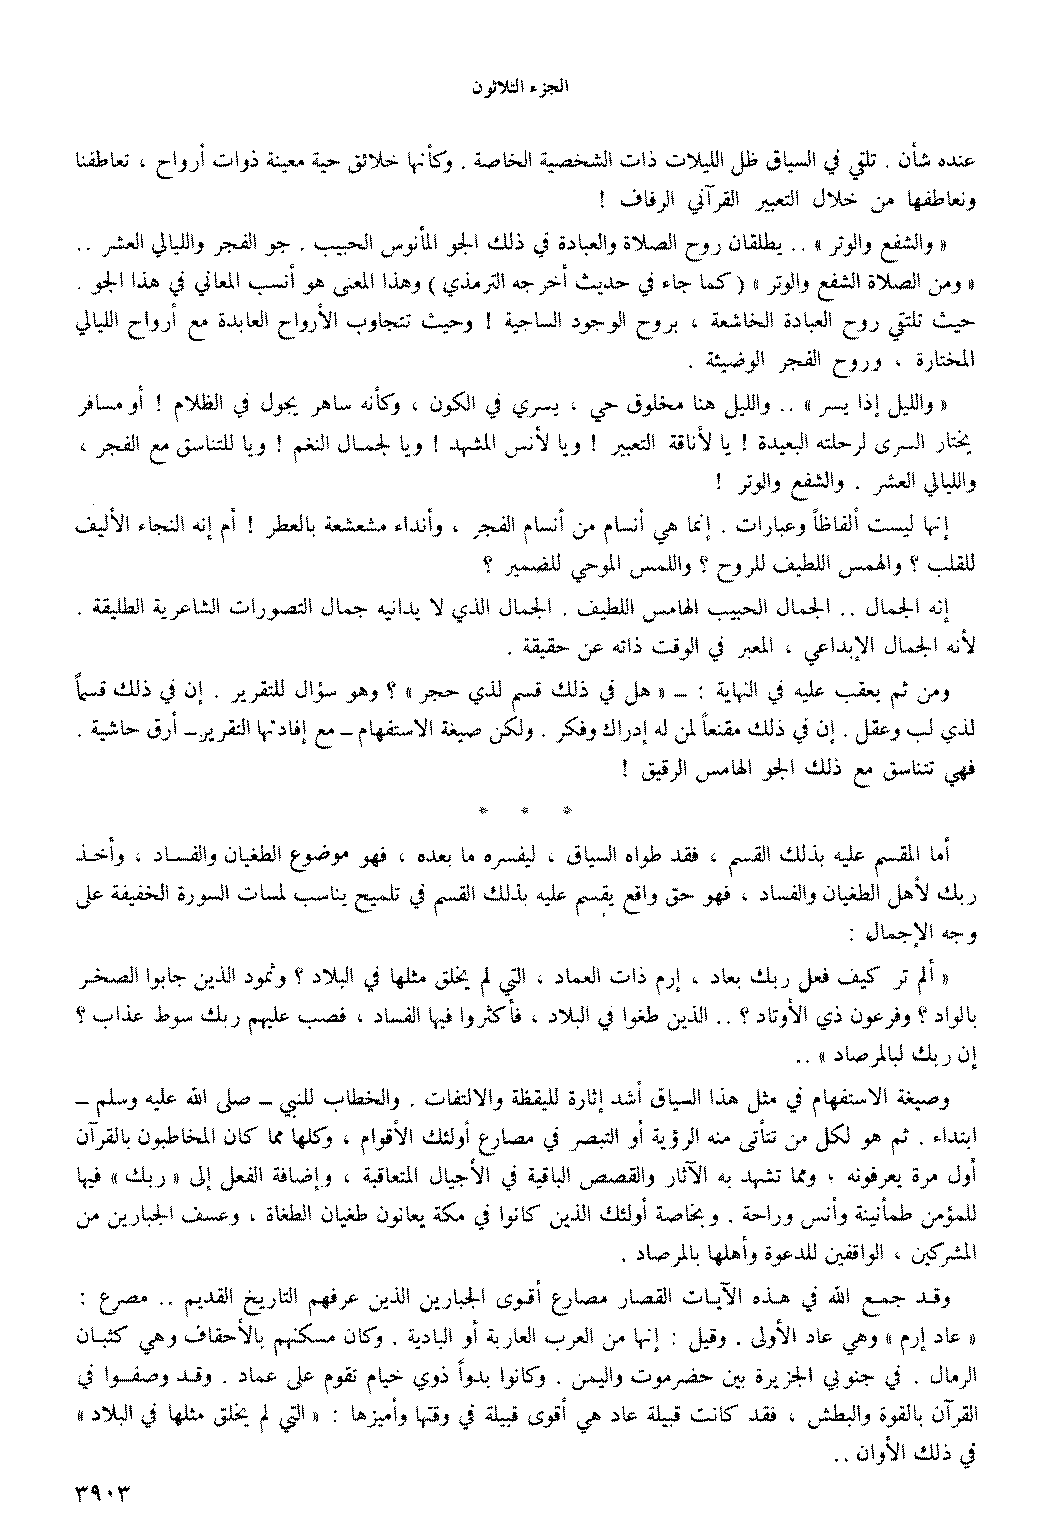 الجزء الثلاثون
عنده شأن . تلتقي في السياق ظل الليلات ذات الشخصية الخاصة . وكأنها خلائق حية معينة ذوات أرواح ، تعاطفنا
ونعاطفها من خلال التعبير القرآني الرفاف !
« والشفع والوتر » .. يطلقان روح الصلاة والعبادة في ذلك الجو المأنوس الحبيب . جو الفجر والليالي العشر ..
« ومن الصلاة الشفع والوتر » ( كما جاء في حديث أخرجه الترمذي ) وهذا المعنى هو أنسب المعاني في هذا الجو .
حيث تلتقي روح العبادة الخاشعة ، بروح الوجود الساجية ! وحيث تتجاوب الأرواح العابدة مع أرواح الليالي
المختارة ، وروح الفجر الوضيئة .
« والليل إذا يسر » .. والليل هنا مخلوق حي ، يسري في الكون ، وكأنه ساهر يجول في الظلام ! أو مسافر
يختار السرى لرحلته البعيدة ! يا لأناقة التعبير ! ويا لأنس المشهد ! ويا لجمال النغم ! ويا للتناسق مع الفجر ،
والليالي العشر . والشفع والوتر !
إنها ليست ألفاظاً وعبارات . إنما هي أنسام من أنسام الفجر ، وأنداء مشعشعة بالعطر ! أم إنه النجاء الأليف
للقلب ؟ والهمس اللطيف للروح ؟ واللمس الموحي للضمير ؟
إنه الجمال .. الجمال الحبيب الهامس اللطيف . الجمال الذي لا يدانيه جمال التصورات الشاعرية الطليقة .
لأنه الجمال الإبداعي ، المعبر في الوقت ذاته عن حقيقة .
ومن ثم يعقب عليه في النهاية : – « هل في ذلك قسم لذي حجر » ؟ وهو سؤال للتقرير . إن في ذلك قسماً
لذي لب وعقل . إن في ذلك مقنعاً لمن له إدراك وفكر . ولكن صيغة الاستفهام – مع إفادتها التقرير– أرق حاشية .
فهي تتناسق مع ذلك الجو الهامس الرقيق !
* * *
أما المقسم عليه بذلك القسم ، فقد طواه السياق ، ليفسره ما بعده ، فهو موضوع الطغيان والفساد ، وأخذ
ربك لأهل الطغيان والفساد ، فهو حق واقع يقسم عليه بذلك القسم في تلميح يناسب لمسات السورة الخفيفة على
وجه الإجمال :
« ألم تر كيف فعل ربك بعاد ، إرم ذات العماد ، التي لم يخلق مثلها في البلاد ؟ وثمود الذين جابوا الصخر
بالواد ؟ وفرعون ذي الأوتاد ؟ .. الذين طغوا في البلاد ، فأكثروا فيها الفساد ، فصب عليهم ربك سوط عذاب ؟
إن ربك لبالمرصاد » ..
وصيغة الاستفهام في مثل هذا السياق أشد إثارة لليقظة والالتفات . والخطاب للنبي – صلى الله عليه وسلم –
ابتداء . ثم هو لكل من تتأتى منه الرؤية أو التبصر في مصارع أولئك الأقوام ، وكلها مما كان المخاطبون بالقرآن
أول مرة يعرفونه ؛ ومما تشهد به الآثار والقصص الباقية في الأجيال المتعاقبة ، وإضافة الفعل إلى « ربك » فيها
للمؤمن طمأنينة وأنس وراحة . وبخاصة أولئك الذين كانوا في مكة يعانون طغيان الطغاة ، وعسف الجبارين من
المشركين ، الواقفين للدعوة وأهلها بالمرصاد .
وقد جمع الله في هذه الآيات القصار مصارع أقوى الجبارين الذين عرفهم التاريخ القديم .. مصرع :
« عاد إرم » وهي عاد الأولى . وقيل : إنها من العرب العاربة أو البادية . وكان مسكنهم بالأحقاف وهي كثبان
الرمال . في جنوبي الجزيرة بين حضرموت واليمن . وكانوا بدواً ذوي خيام تقوم على عماد . وقد وصفوا في
القرآن بالقوة والبطش ، فقد كانت قبيلة عاد هي أقوى قبيلة في وقتها وأميزها : « التي لم يخلق مثلها في البلاد »
في ذلك الأوان ..
٣٩٠٣